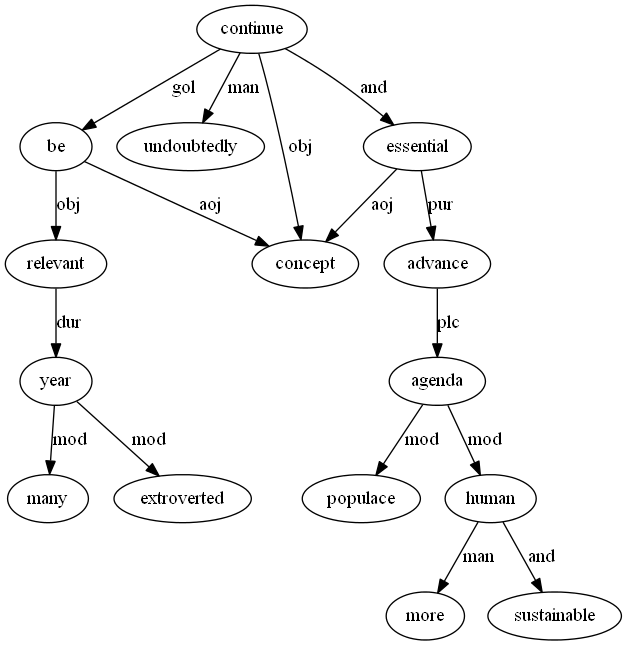 continue
gol
man
obj
and
be
undoubtedly
essential
obj
aoj
aoj
pur
relevant
concept
advance
dur
plc
year
agenda
mod
mod
mod
mod
many
extroverted
populace
human
man
and
more
sustainable